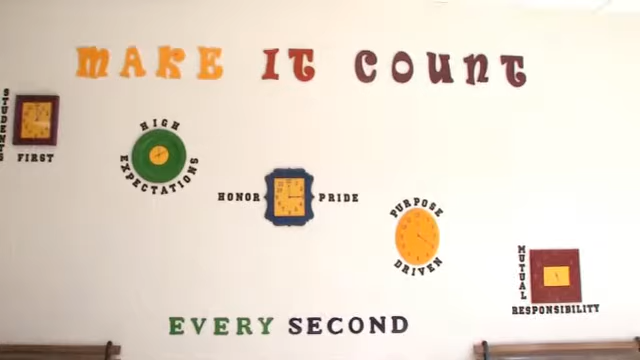 MAKE IT COUNT
STUDENTS
FIRST
HIGH
EXPECTATIONS
HONOR PRIDE
PURPOSE
DRIVEN
MUTUAL
RESPONSIBILITY
EVERY SECOND